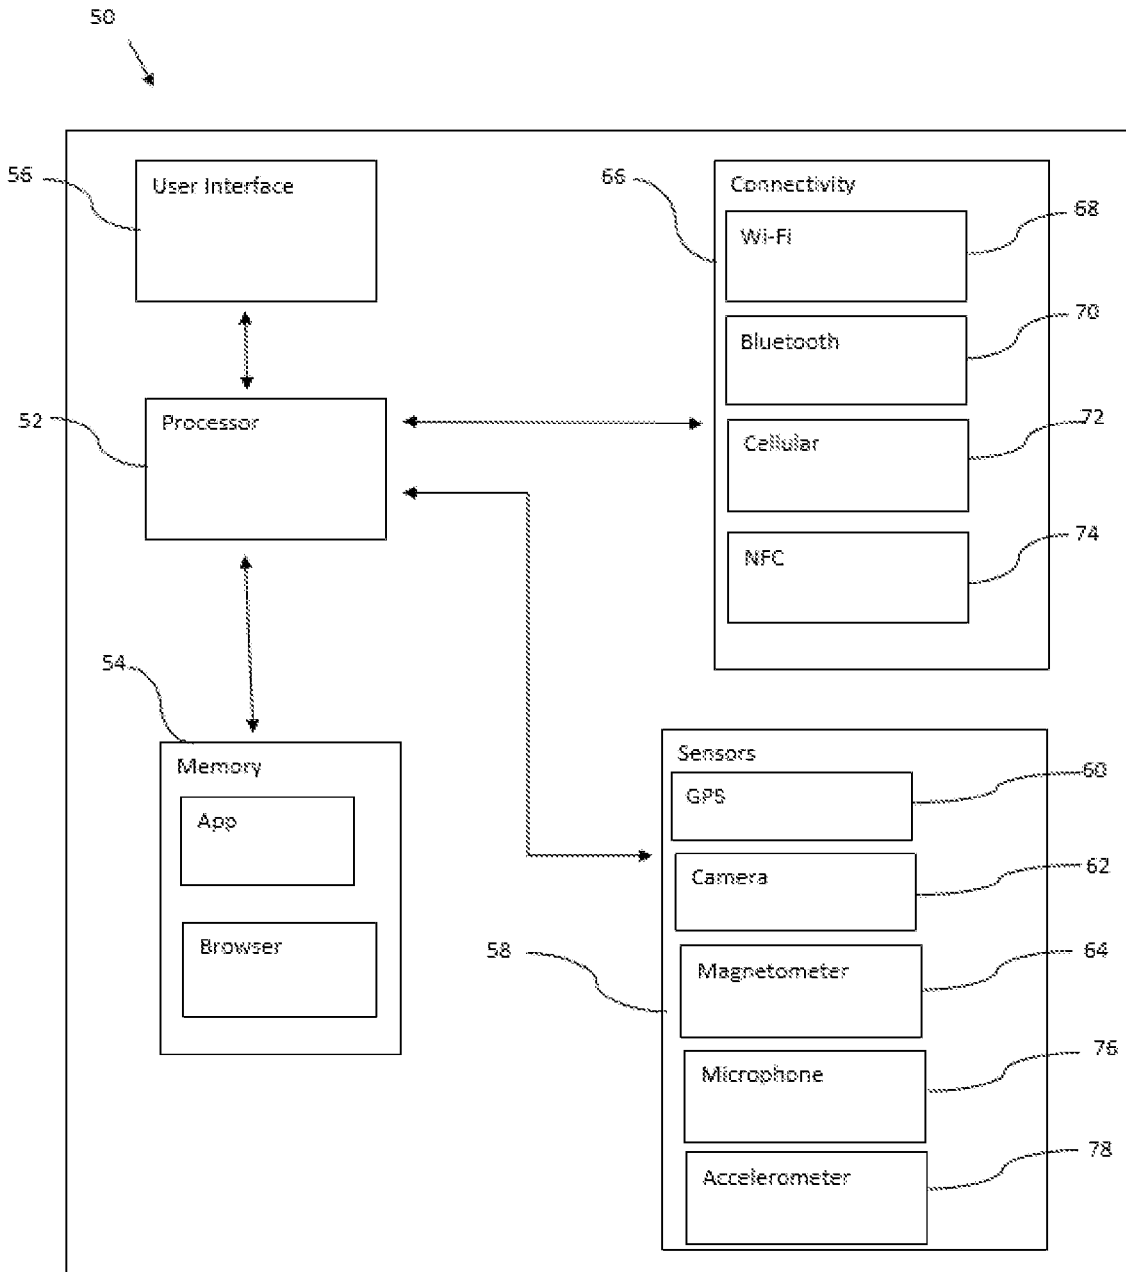 50
56
User Interface
66
Connectivity
68
Wi-Fi
70
Bluetooth
52
Processor
72
Cellular
74
NFC
54
Memory
App
Browser
Sensors
60
GPS
62
Camera
58
64
Magnetometer
76
Microphone
78
Accelerometer